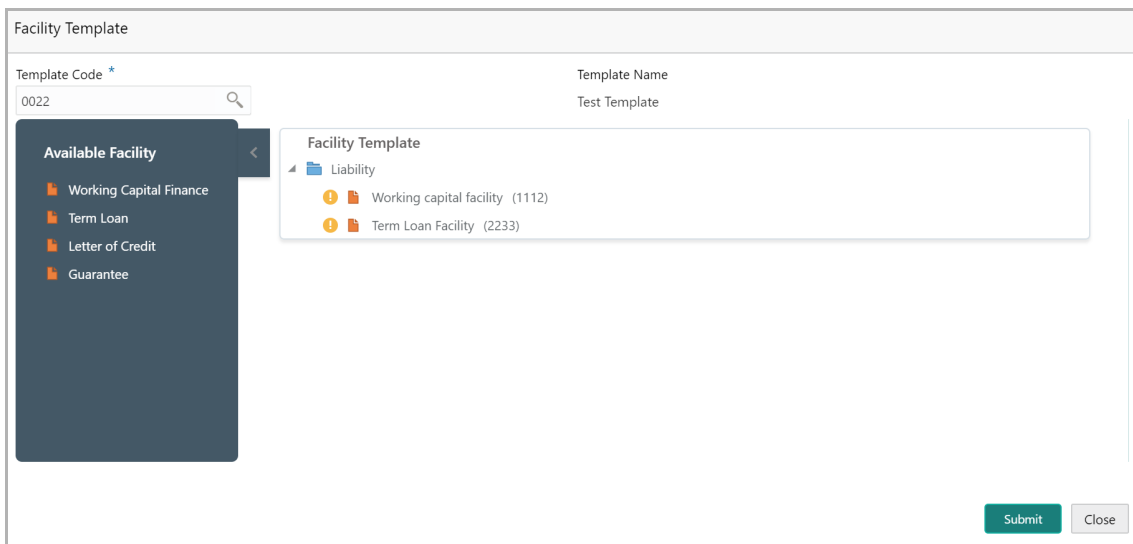 Facility Template
Template Code *
Template Name
0022
Test Template
Available Facility
Working Capital Finance
Term Loan
Letter of Credit
Guarantee
Facility Template
Liability
Working capital facility (1112)
Term Loan Facility (2233)
Submit
Close